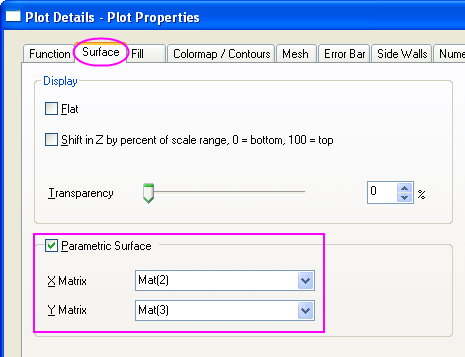 Plot Details - Plot Properties
Function Surface Fill Colormap / Contours Mesh Error Bar Side Walls Nume
Display
Flat
Shift in Z by percent of scale range, 0 = bottom, 100 = top
Transparency 0 %
Parametric Surface
X Matrix Mat(2)
Y Matrix Mat(3)